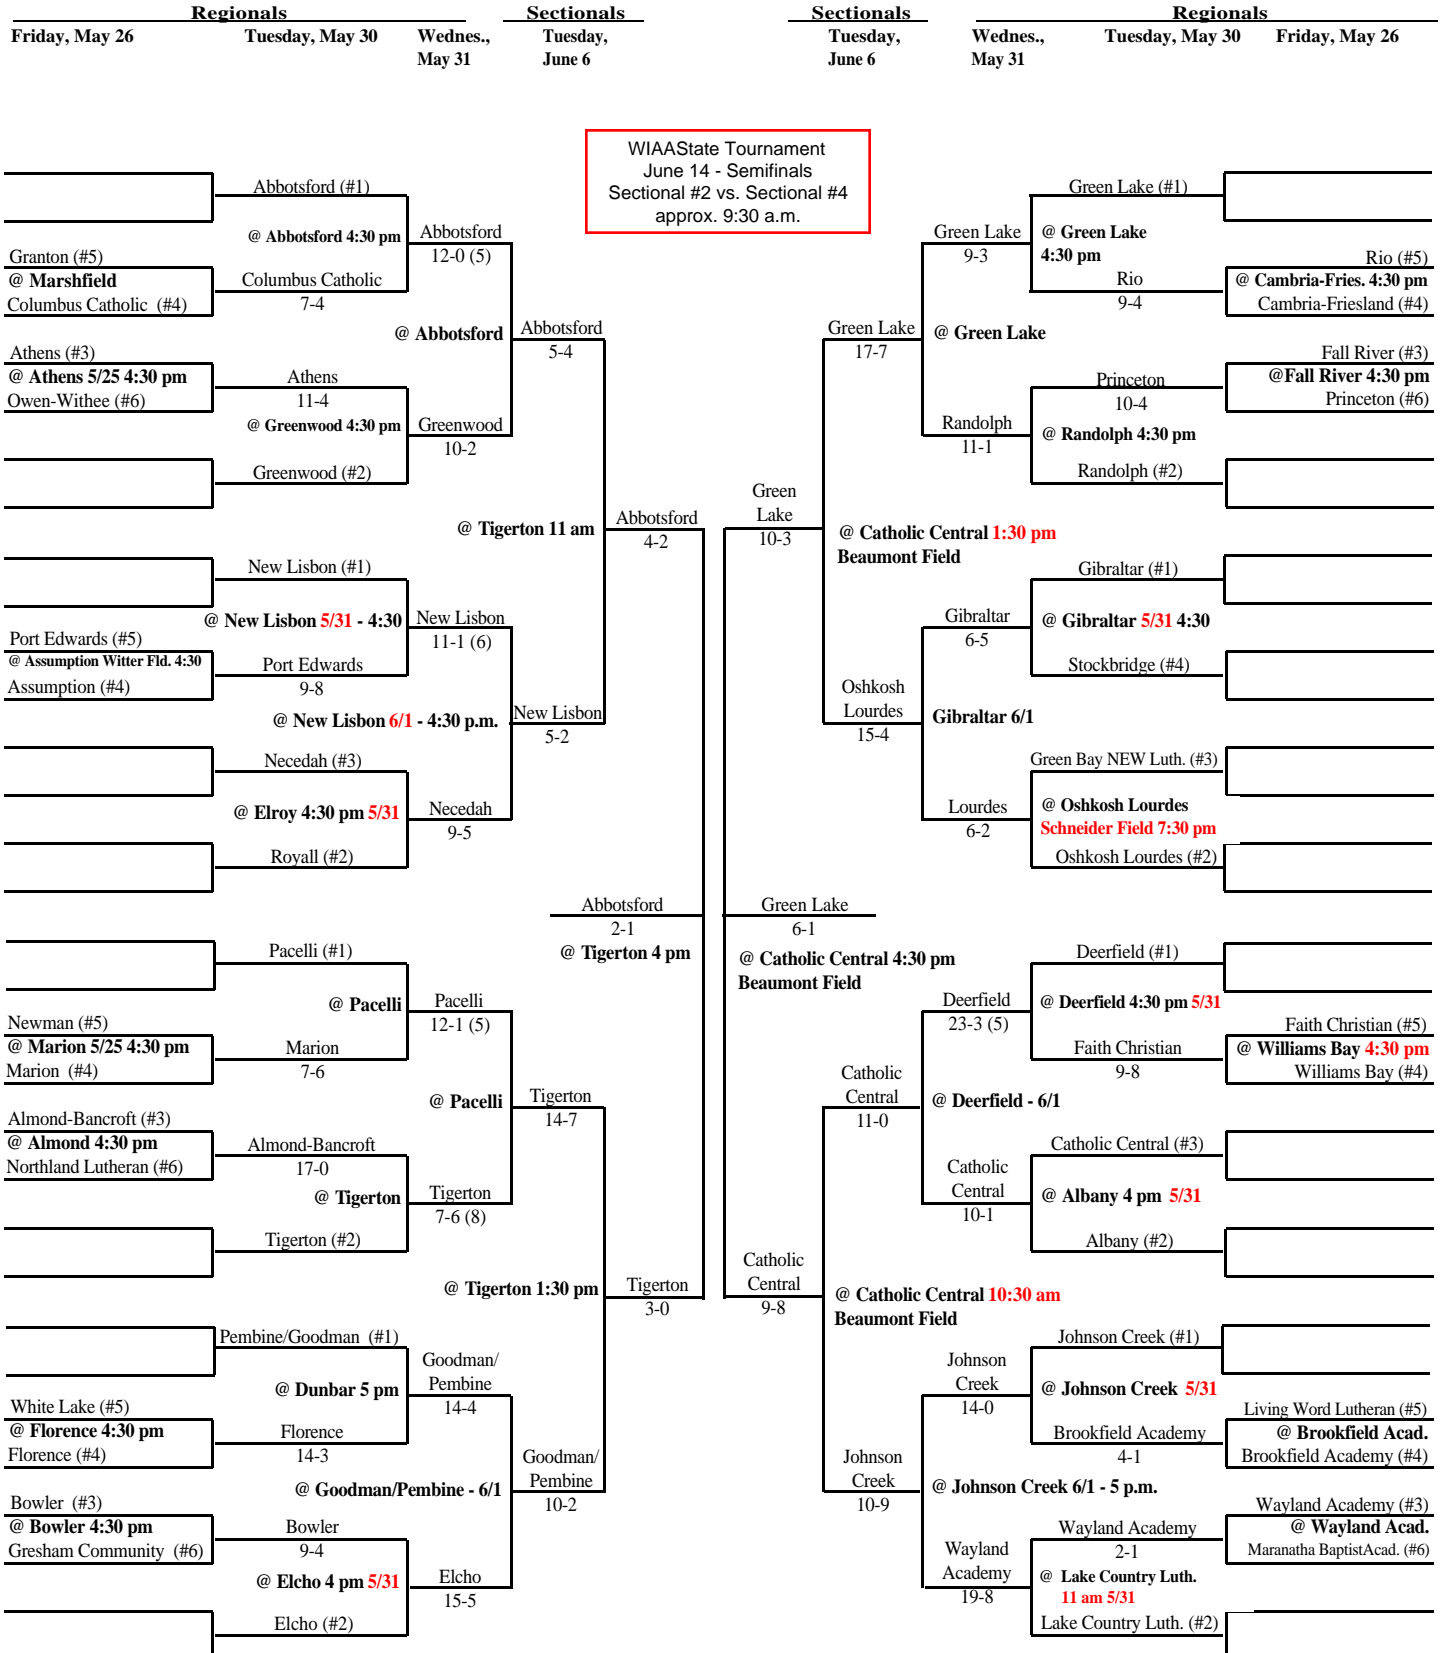 Regionals Sectionals Sectionals Regionals
Friday, May 26 Tuesday, May 30 Wednes., Tuesday, Tuesday, Wednes., Tuesday, May 30 Friday, May 26
May 31 June 6 June 6 May 31
WIAAState Tournament
June 14 - Semifinals
Sectional #2 vs. Sectional #4
approx. 9:30 a.m.
Abbotsford (#1)
@ Abbotsford 4:30 pm
Abbotsford
12-0 (5)
Granton (#5)
@ Marshfield
Columbus Catholic (#4)
Columbus Catholic
7-4
@ Abbotsford
Abbotsford
5-4
Athens (#3)
@ Athens 5/25 4:30 pm
Owen-Withee (#6)
Athens
11-4
@ Greenwood 4:30 pm
Greenwood
10-2
Greenwood (#2)
@ Tigerton 11 am
Abbotsford
4-2
New Lisbon (#1)
@ New Lisbon 5/31 - 4:30
New Lisbon
11-1 (6)
Port Edwards (#5)
@ Assumption Witter Fld. 4:30
Assumption (#4)
Port Edwards
9-8
@ New Lisbon 6/1 - 4:30 p.m.
New Lisbon
5-2
Necedah (#3)
@ Elroy 4:30 pm 5/31
Necedah
9-5
Royall (#2)
Abbotsford
2-1
@ Tigerton 4 pm
Pacelli (#1)
@ Pacelli
Pacelli
12-1 (5)
Newman (#5)
@ Marion 5/25 4:30 pm
Marion (#4)
Marion
7-6
@ Pacelli
Tigerton
14-7
Almond-Bancroft (#3)
@ Almond 4:30 pm
Northland Lutheran (#6)
Almond-Bancroft
17-0
@ Tigerton
Tigerton
7-6 (8)
Tigerton (#2)
@ Tigerton 1:30 pm
Tigerton
3-0
Pembine/Goodman (#1)
@ Dunbar 5 pm
Goodman/
Pembine
14-4
White Lake (#5)
@ Florence 4:30 pm
Florence (#4)
Florence
14-3
@ Goodman/Pembine - 6/1
Goodman/
Pembine
10-2
Bowler (#3)
@ Bowler 4:30 pm
Gresham Community (#6)
Bowler
9-4
@ Elcho 4 pm 5/31
Elcho
15-5
Elcho (#2)
Green Lake (#1)
Green Lake
9-3
@ Green Lake
4:30 pm
Rio (#5)
@ Cambria-Fries. 4:30 pm
Cambria-Friesland (#4)
Rio
9-4
Green Lake
17-7
@ Green Lake
Fall River (#3)
@Fall River 4:30 pm
Princeton (#6)
Princeton
10-4
Randolph
11-1
@ Randolph 4:30 pm
Randolph (#2)
Green
Lake
10-3
@ Catholic Central 1:30 pm
Beaumont Field
Gibraltar (#1)
Gibraltar
6-5
@ Gibraltar 5/31 4:30
Stockbridge (#4)
Oshkosh
Lourdes
15-4
Gibraltar 6/1
Green Bay NEW Luth. (#3)
Lourdes
6-2
@ Oshkosh Lourdes
Schneider Field 7:30 pm
Oshkosh Lourdes (#2)
Green Lake
6-1
@ Catholic Central 4:30 pm
Beaumont Field
Deerfield (#1)
Deerfield
23-3 (5)
@ Deerfield 4:30 pm 5/31
Faith Christian (#5)
@ Williams Bay 4:30 pm
Williams Bay (#4)
Faith Christian
9-8
Catholic
Central
11-0
@ Deerfield - 6/1
Catholic Central (#3)
Catholic
Central
10-1
@ Albany 4 pm 5/31
Albany (#2)
Catholic
Central
9-8
@ Catholic Central 10:30 am
Beaumont Field
Johnson Creek (#1)
Johnson
Creek
14-0
@ Johnson Creek 5/31
Living Word Lutheran (#5)
@ Brookfield Acad.
Brookfield Academy (#4)
Brookfield Academy
4-1
Johnson
Creek
10-9
@ Johnson Creek 6/1 - 5 p.m.
Wayland Academy (#3)
@ Wayland Acad.
Maranatha BaptistAcad. (#6)
Wayland Academy
2-1
Wayland
Academy
19-8
@ Lake Country Luth.
11 am 5/31
Lake Country Luth. (#2)